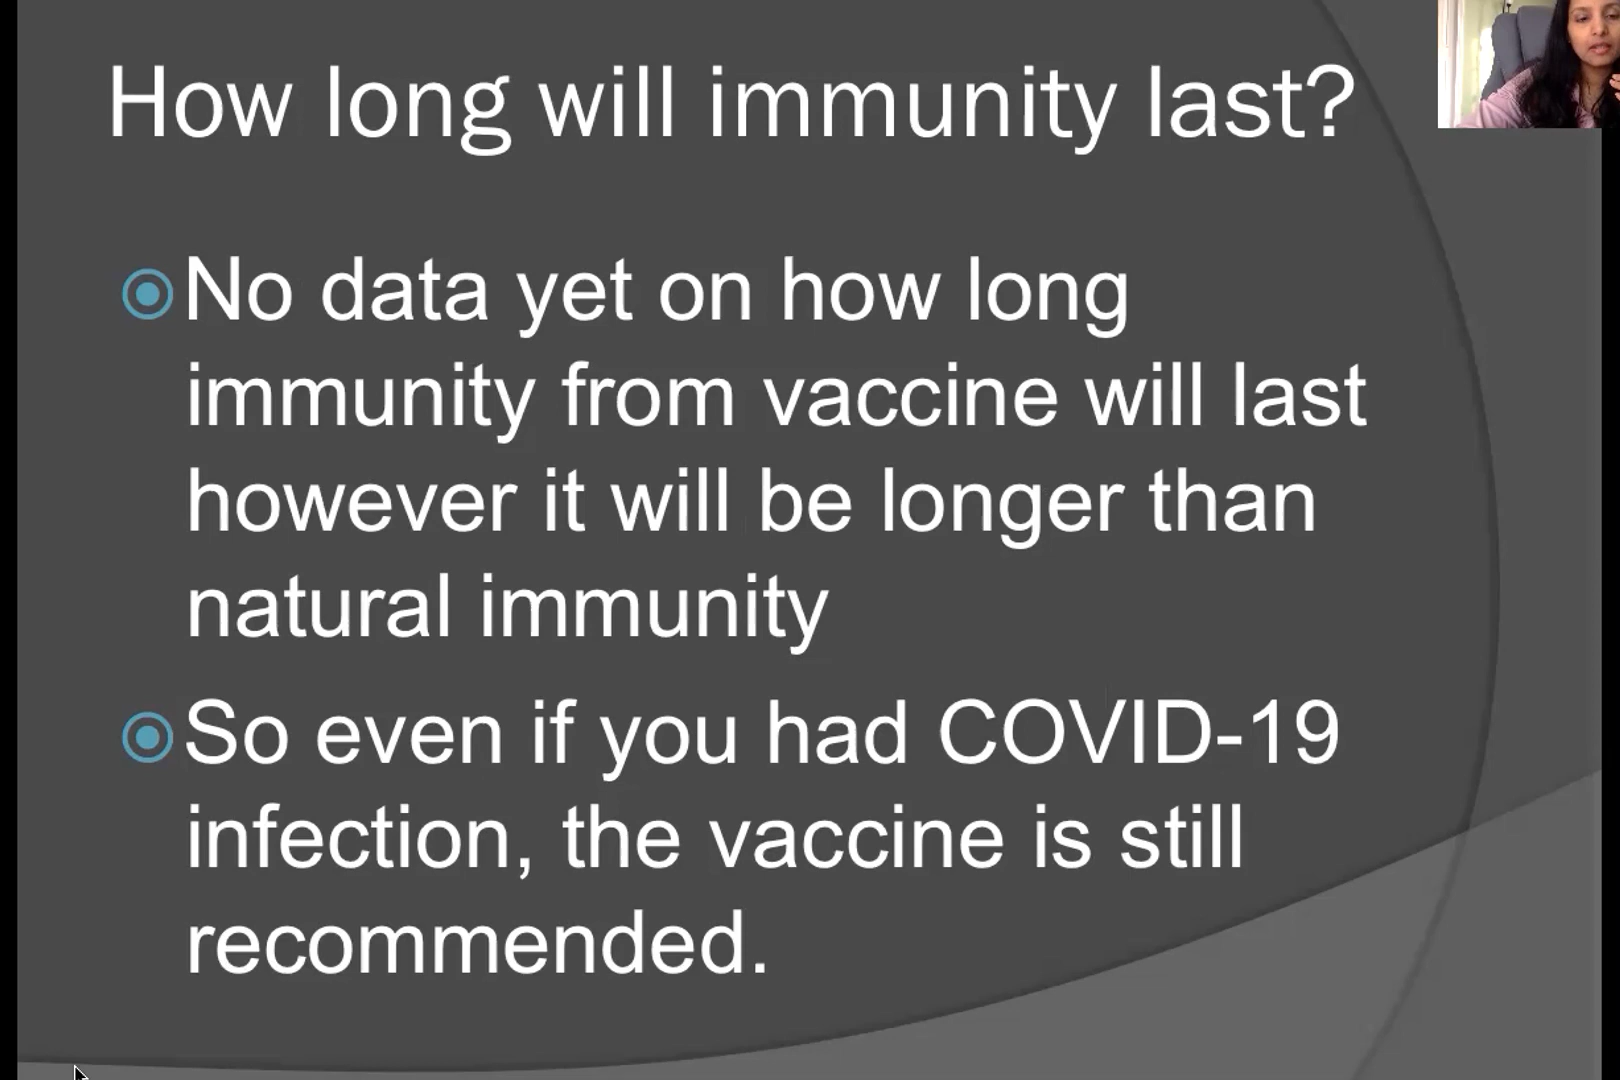 How long will immunity last?
No data yet on how long
immunity from vaccine will last
however it will be longer than
natural immunity
So even if you had COVID-19
infection, the vaccine is still
recommended.